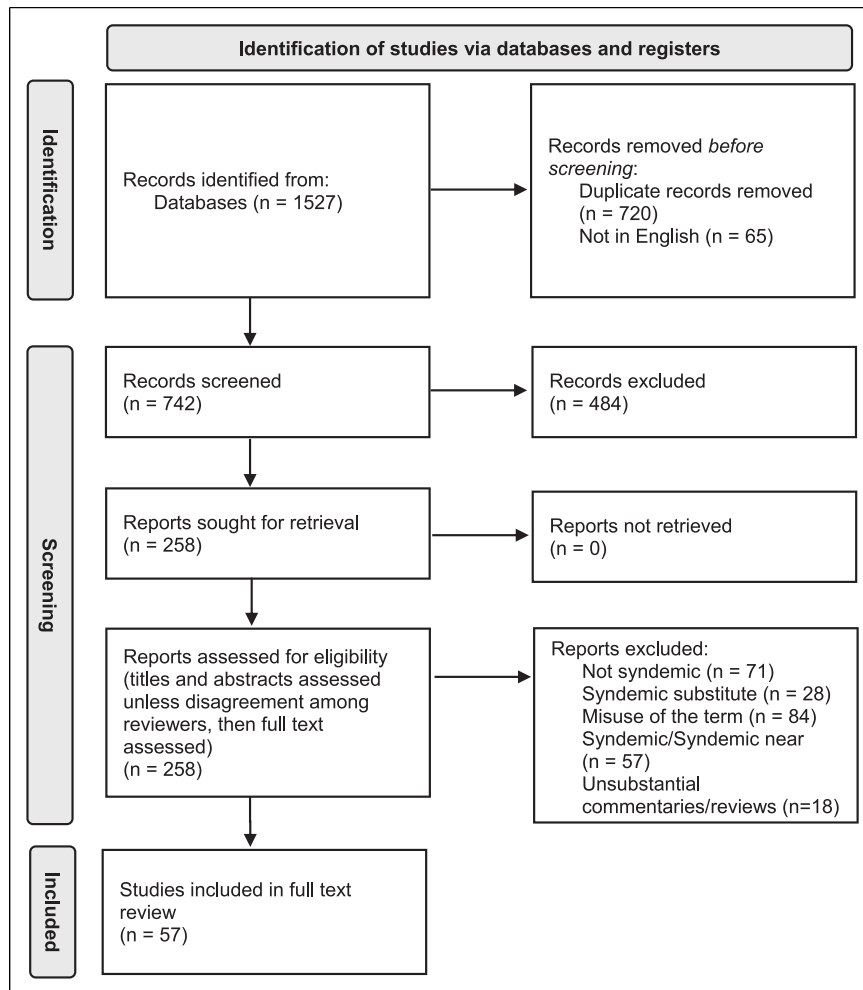 Identification of studies via databases and registers
Identification
Records identified from:
Databases (n = 1527)
Records removed before
screening:
Duplicate records removed
(n = 720)
Not in English (n = 65)
Screening
Records screened
(n = 742)
Records excluded
(n = 484)
Reports sought for retrieval
(n = 258)
Reports not retrieved
(n = 0)
Reports assessed for eligibility
(titles and abstracts assessed
unless disagreement among
reviewers, then full text
assessed)
(n = 258)
Reports excluded:
Not syndemic (n = 71)
Syndemic substitute (n = 28)
Misuse of the term (n = 84)
Syndemic/Syndemic near
(n = 57)
Unsubstantial
commentaries/reviews (n=18)
Included
Studies included in full text
review
(n = 57)